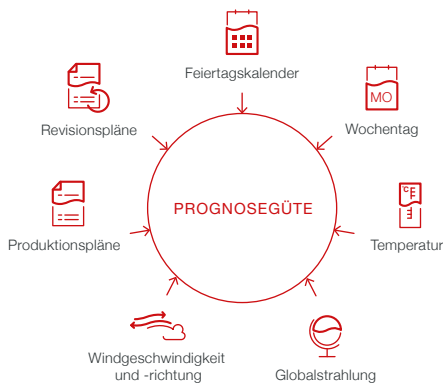 Feiertagskalender
Revisionspläne
MO
Wochentag
PROGNOSEGÜTE
Produktionspläne
°C
F
Temperatur
Windgeschwindigkeit
und -richtung
Globalstrahlung